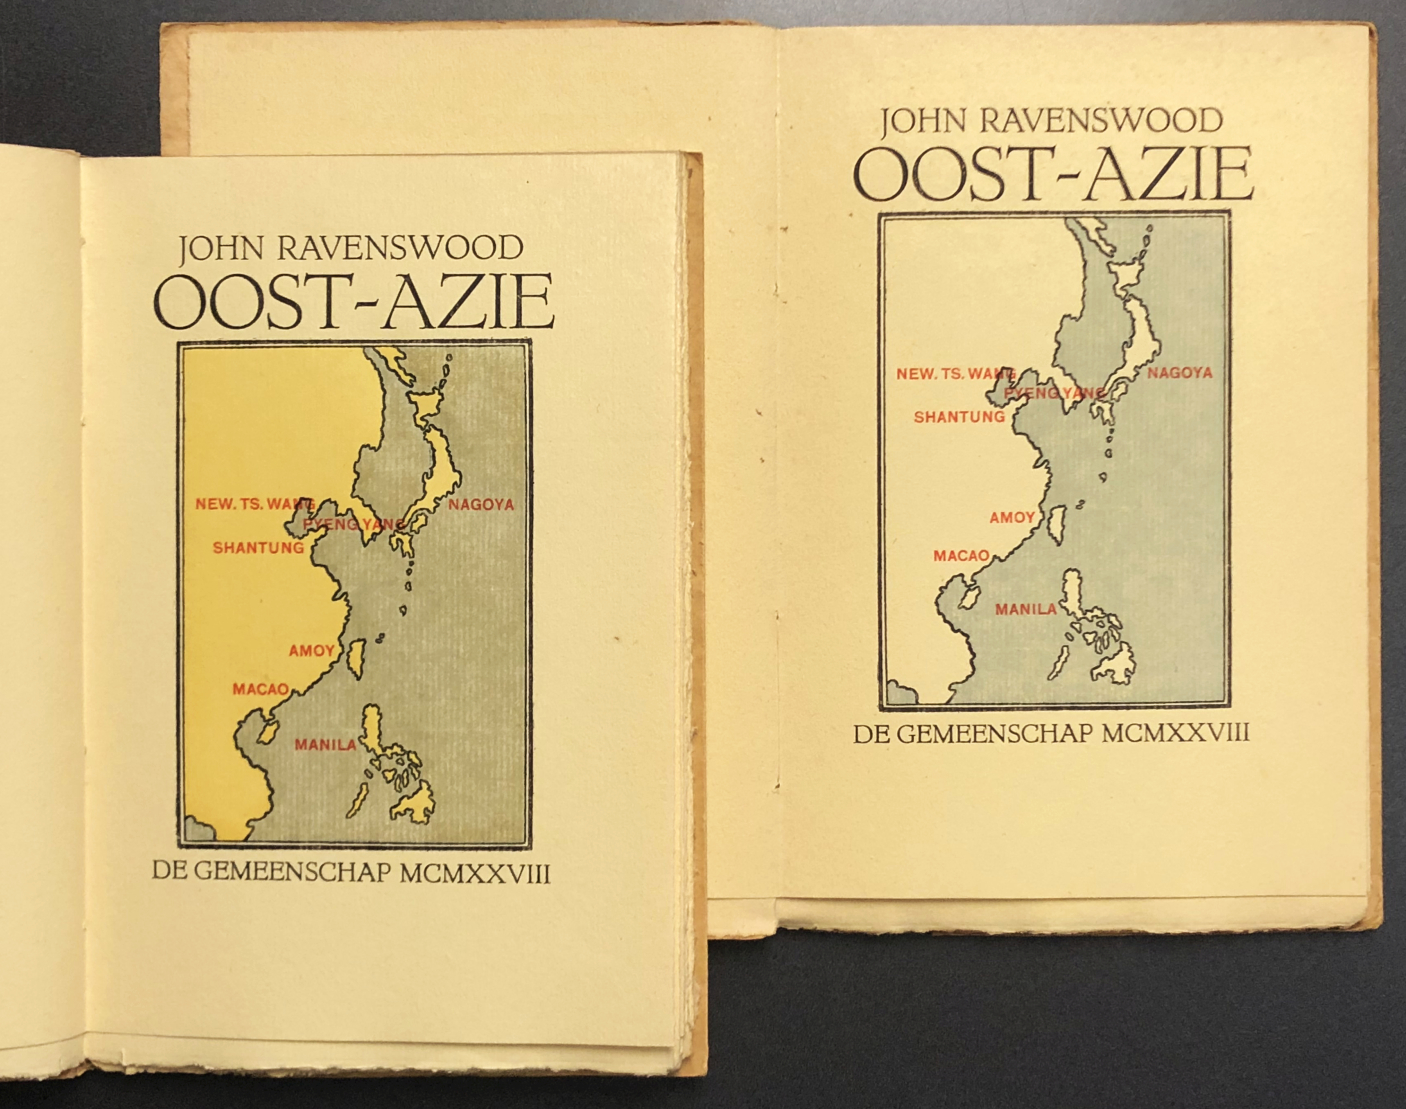 JOHN RAVENSWOOD
OOST-AZIE
NEW. TS. WANG
PYENG YANG
NAGOYA
SHANTUNG
AMOY
MACAO
MANILA
DE GEMEENSCHAP MCMXXVIII
JOHN RAVENSWOOD
OOST-AZIE
NEW. TS. WANG
NAGOYA
PYENG YANG
SHANTUNG
AMOY
MACAO
MANILA
DE GEMEENSCHAP MCMXXVIII